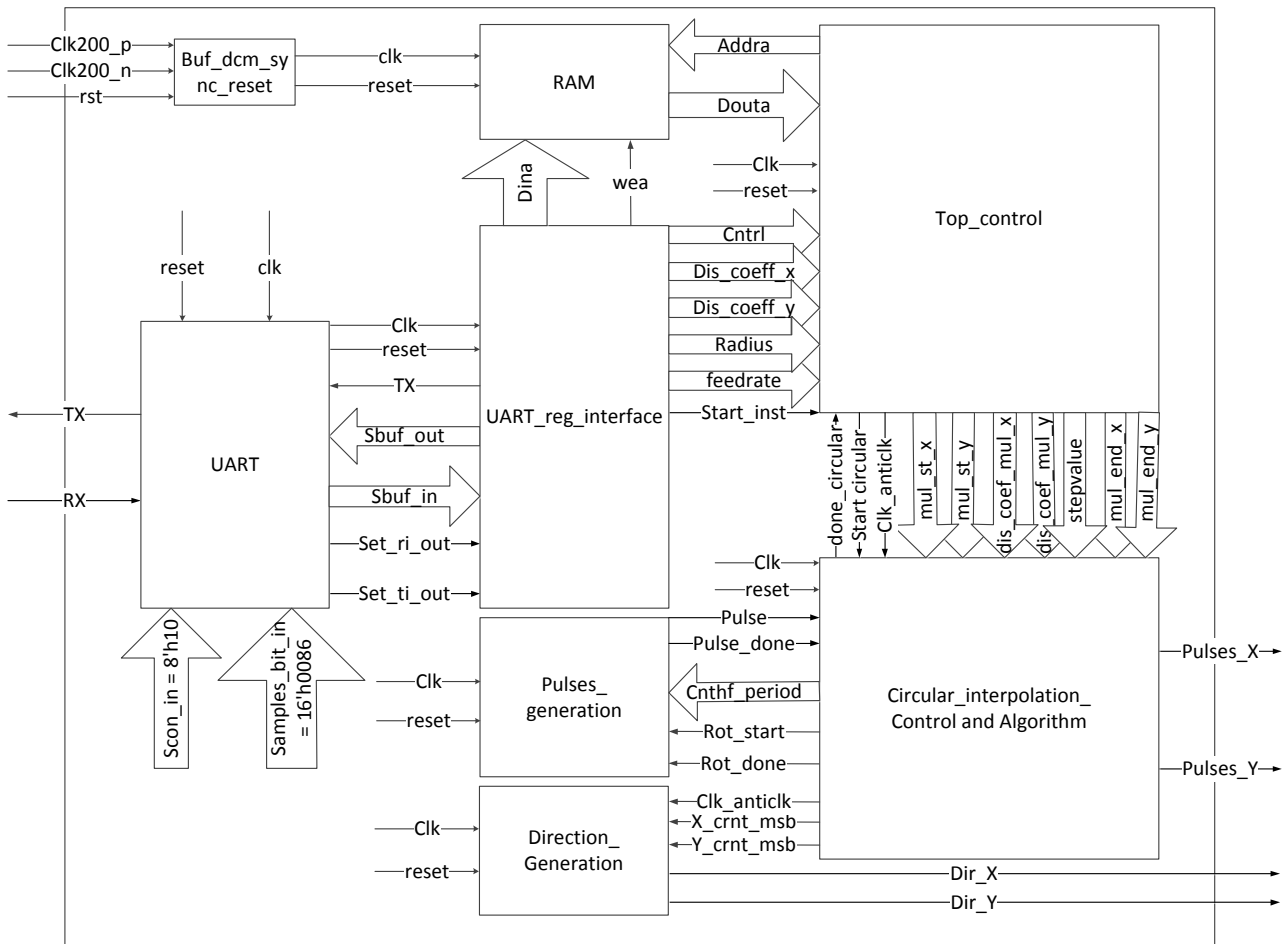 Clk200_p
Clk200_n
rst
Buf_dcm_sy
nc_reset
clk
reset
RAM
Addra
Douta
Clk
reset
Top_control
Dina
wea
reset
clk
Cntrl
Dis_coeff_x
Dis_coeff_y
Radius
feedrate
Start_inst
Clk
reset
TX
UART_reg_interface
Sbuf_out
Sbuf_in
Set_ri_out
Set_ti_out
TX
RX
UART
Scon_in = 8'h10
Samples_bit_in
= 16'h0086
done_circular
Start circular
Clk_anticlk
mul_st_x
mul_st_y
dis_coef_mul_x
dis_coef_mul_y
stepvalue
mul_end_x
mul_end_y
Clk
reset
Pulse
Pulse_done
Cnthf_period
Rot_start
Rot_done
Clk
reset
Pulses_
generation
Circular_interpolation_
Control and Algorithm
Pulses_X
Pulses_Y
Clk_anticlk
X_crnt_msb
Y_crnt_msb
Clk
reset
Direction_
Generation
Dir_X
Dir_Y